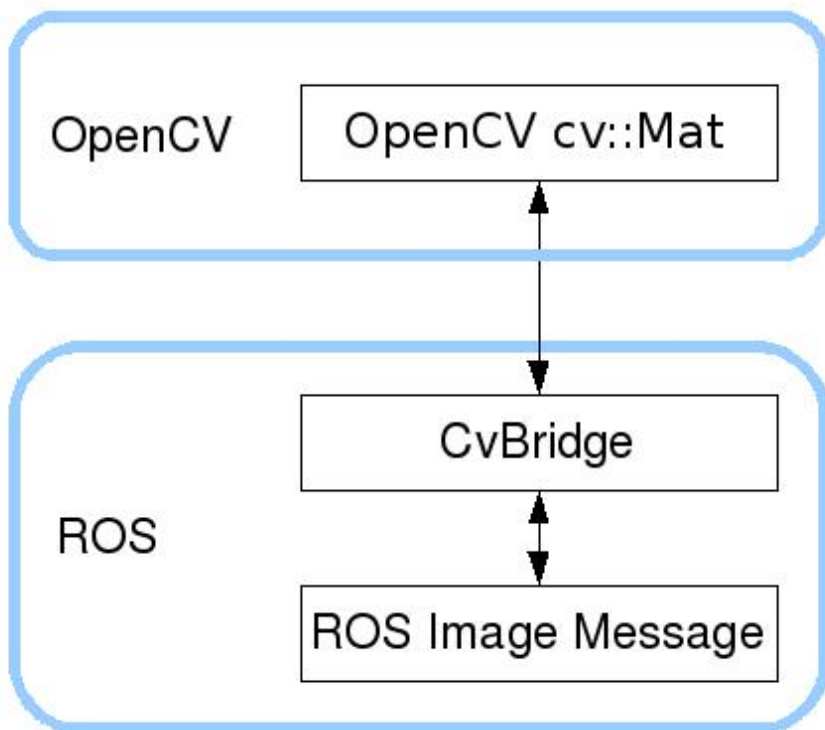 OpenCV
OpenCV cv::Mat
CvBridge
ROS
ROS Image Message